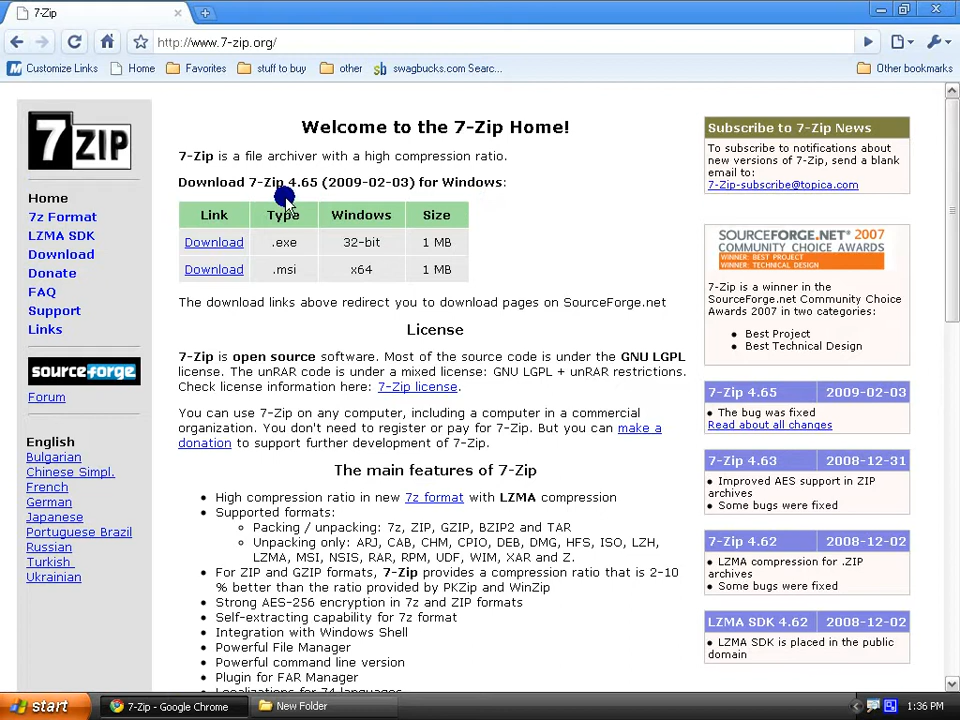 7-Zip
http://www.7-zip.org/
Customize Links
Home
Favorites
stuff to buy
other
swagbucks.com Searc...
Other bookmarks
7ZIP
Home
7z Format
LZMA SDK
Download
Donate
FAQ
Support
Links
sourceforge
Forum
English
Bulgarian
Chinese Simpl.
French
German
Japanese
Portuguese Brazil
Russian
Turkish
Ukrainian
Welcome to the 7-Zip Home!
7-Zip is a file archiver with a high compression ratio.
Download 7-Zip 4.65 (2009-02-03) for Windows:
Link Type Windows Size
Download .exe 32-bit 1 MB
Download .msi x64 1 MB
The download links above redirect you to download pages on SourceForge.net
License
7-Zip is open source software. Most of the source code is under the GNU LGPL
license. The unRAR code is under a mixed license: GNU LGPL + unRAR restrictions.
Check license information here: 7-Zip license.
You can use 7-Zip on any computer, including a computer in a commercial
organization. You don't need to register or pay for 7-Zip. But you can make a
donation to support further development of 7-Zip.
The main features of 7-Zip
High compression ratio in new 7z format with LZMA compression
Supported formats:
Packing / unpacking: 7z, ZIP, GZIP, BZIP2 and TAR
Unpacking only: ARJ, CAB, CHM, CPIO, DEB, DMG, HFS, ISO, LZH,
LZMA, MSI, NSIS, RAR, RPM, UDF, WIM, XAR and Z.
For ZIP and GZIP formats, 7-Zip provides a compression ratio that is 2-10
% better than the ratio provided by PKZip and WinZip
Strong AES-256 encryption in 7z and ZIP formats
Self-extracting capability for 7z format
Integration with Windows Shell
Powerful File Manager
Powerful command line version
Plugin for FAR Manager
Localizations for 74 languages
Subscribe to 7-Zip News
To subscribe to notifications about
new versions of 7-Zip, send a blank
email to:
7-Zip-subscribe@topica.com
SOURCEFORGE.NET® 2007
COMMUNITY CHOICE AWARDS
WINNER: BEST PROJECT
WINNER: TECHNICAL DESIGN
7-Zip is a winner in the
SourceForge.net Community Choice
Awards 2007 in two categories:
Best Project
Best Technical Design
7-Zip 4.65 2009-02-03
The bug was fixed
Read about all changes
7-Zip 4.63 2008-12-31
Improved AES support in ZIP
archives
Some bugs were fixed
7-Zip 4.62 2008-12-02
LZMA compression for .ZIP
archives
Some bugs were fixed
LZMA SDK 4.62 2008-12-02
LZMA SDK is placed in the public
domain
start
7-Zip - Google Chrome
New Folder
1:36 PM